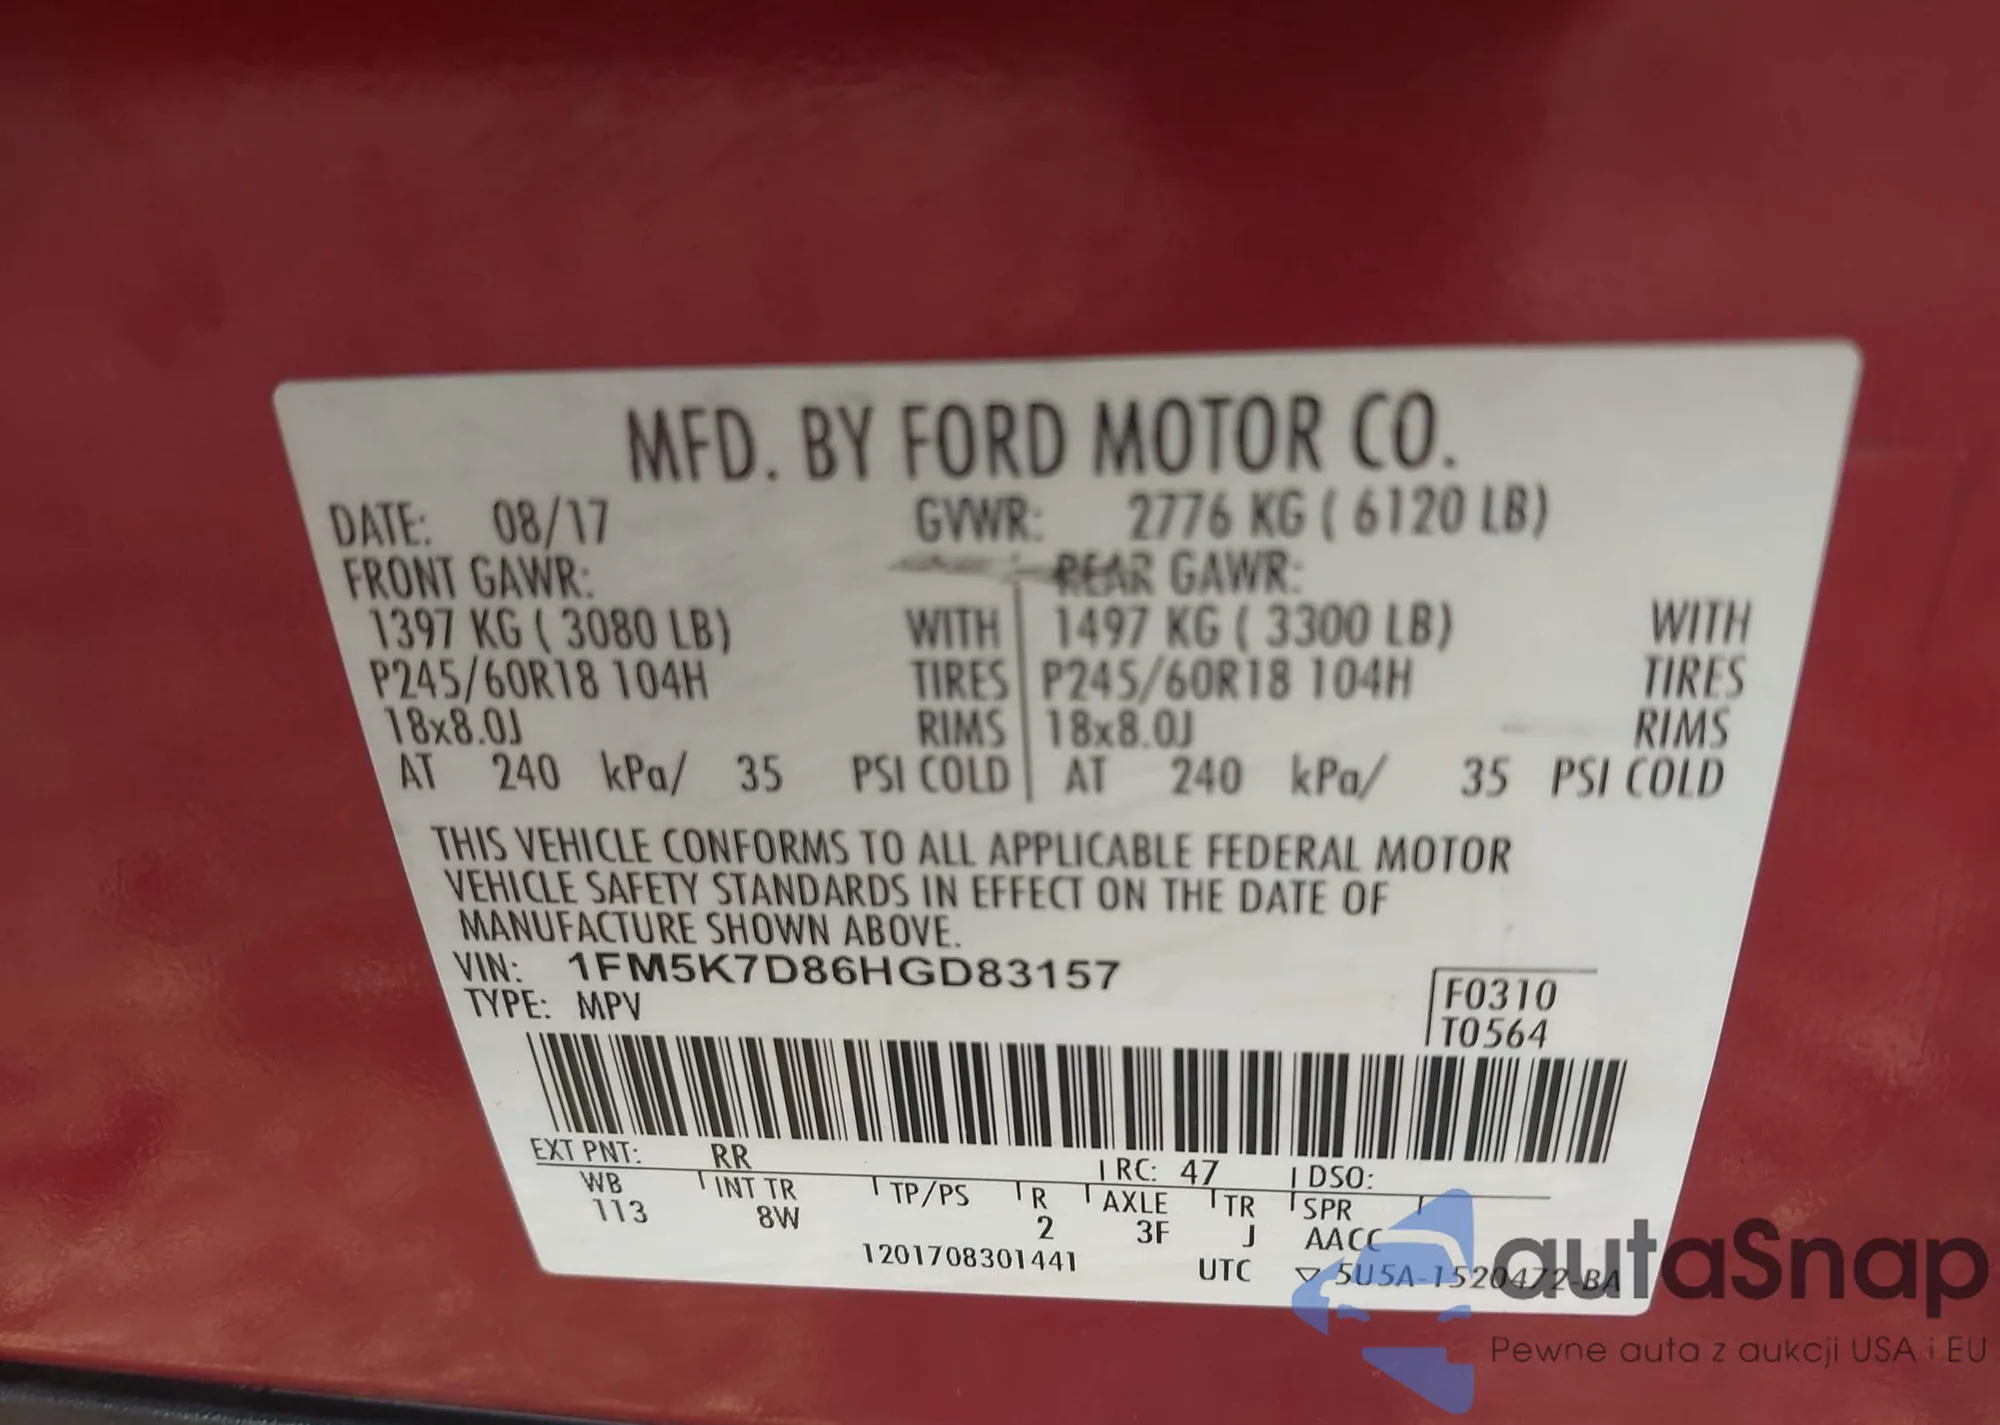 MFD. BY FORD MOTOR CO.
DATE: 08/17 GVWR: 2776 KG ( 6120 LB)
FRONT GAWR: REAR GAWR:
1397 KG ( 3080 LB) WITH 1497 KG ( 3300 LB) WITH
P245/60R18 104H TIRES P245/60R18 104H TIRES
18x8.0J RIMS 18x8.0J RIMS
AT 240 kPa/ 35 PSI COLD AT 240 kPa/ 35 PSI COLD
THIS VEHICLE CONFORMS TO ALL APPLICABLE FEDERAL MOTOR
VEHICLE SAFETY STANDARDS IN EFFECT ON THE DATE OF
MANUFACTURE SHOWN ABOVE.
VIN: 1FM5K7D86HGD83157
TYPE: MPV
F0310
T0564
EXT PNT: RR RC: 47 DSO:
WB INT TR TP/PS R AXLE TR SPR
113 8W 2 3F J AACC
1201708301441 UTC ▽ 5U5A-1520472-BA
autaSnap
Pewne auta z aukcji USA i EU